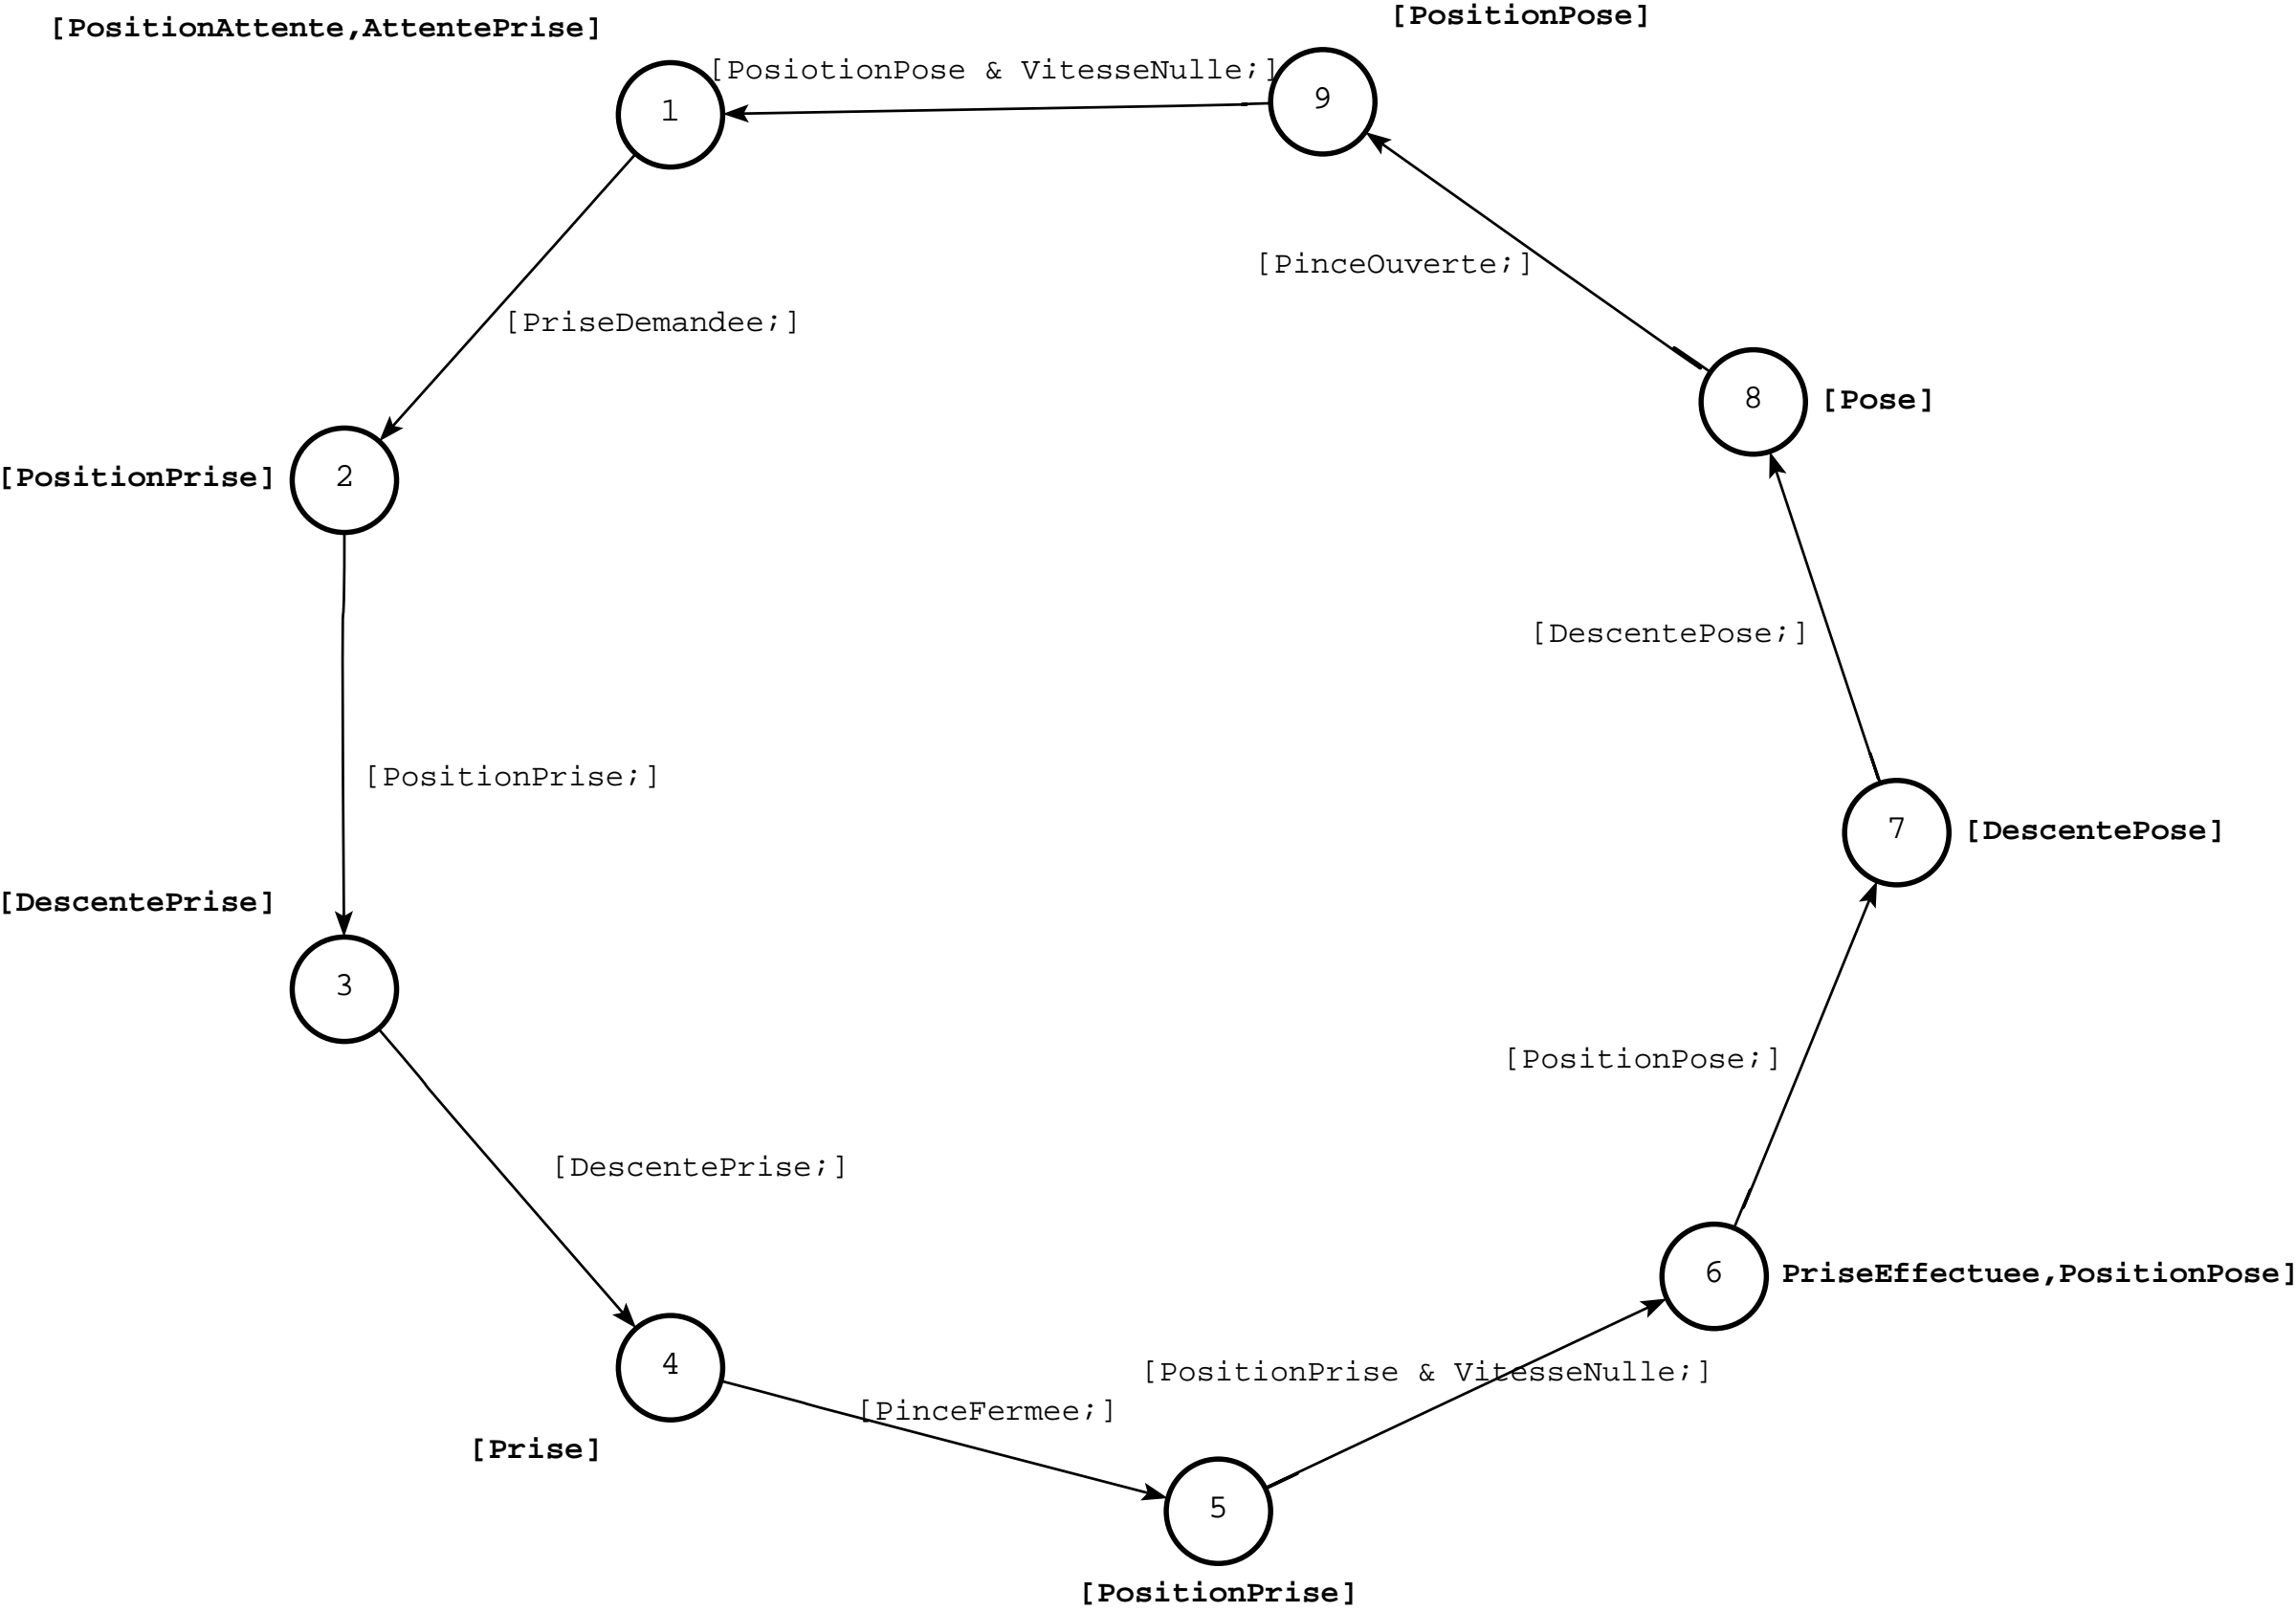 [PositionPose]
[PositionAttente,AttentePrise]
[PosiotionPose & VitesseNulle;]
9
1
[PinceOuverte;]
[PriseDemandee;]
8
[Pose]
2
[PositionPrise]
[DescentePose;]
[PositionPrise;]
7
[DescentePose]
[DescentePrise]
3
[PositionPose;]
[DescentePrise;]
6
PriseEffectuee,PositionPose]
4
[PositionPrise & VitesseNulle;]
[PinceFermee;]
[Prise]
5
[PositionPrise]